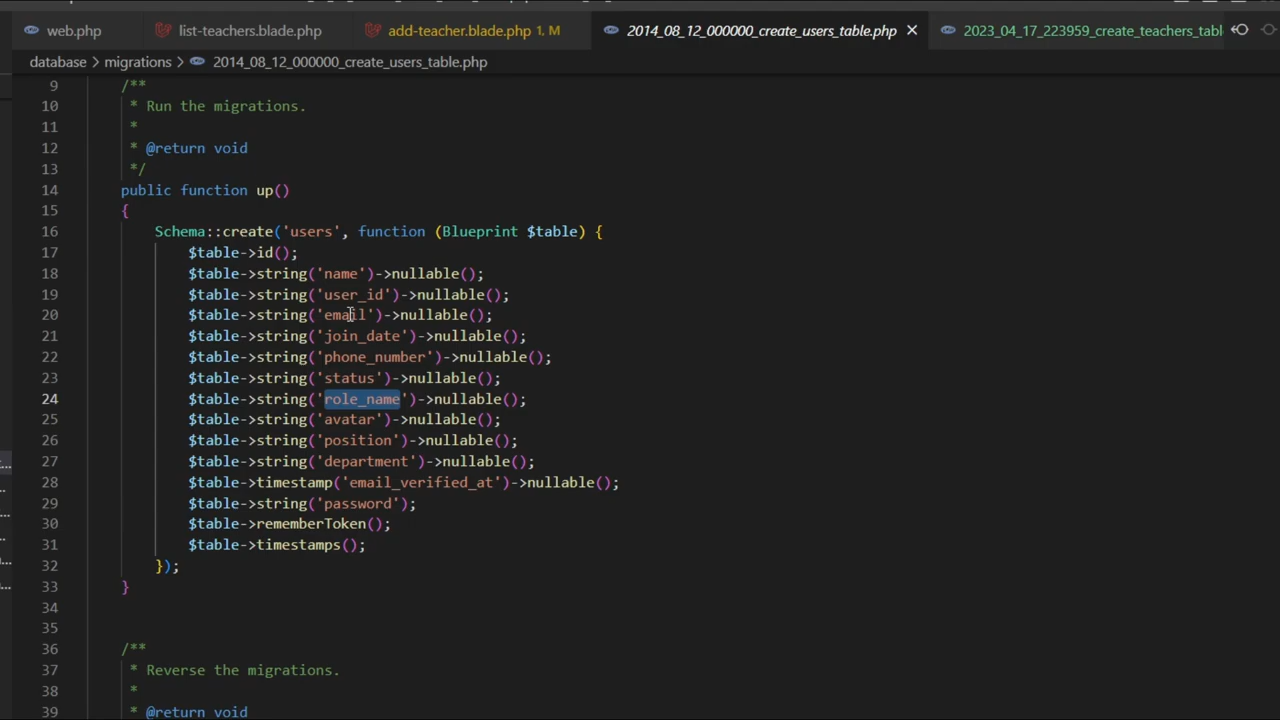 web.php list-teachers.blade.php add-teacher.blade.php 1, M 2014_08_12_000000_create_users_table.php 2023_04_17_223959_create_teachers_tabl
database > migrations > 2014_08_12_000000_create_users_table.php
9 /**
10 * Run the migrations.
11 *
12 * @return void
13 */
14 public function up()
15 {
16 Schema::create('users', function (Blueprint $table) {
17 $table->id();
18 $table->string('name')->nullable();
19 $table->string('user_id')->nullable();
20 $table->string('email')->nullable();
21 $table->string('join_date')->nullable();
22 $table->string('phone_number')->nullable();
23 $table->string('status')->nullable();
24 $table->string('role_name')->nullable();
25 $table->string('avatar')->nullable();
26 $table->string('position')->nullable();
27 $table->string('department')->nullable();
28 $table->timestamp('email_verified_at')->nullable();
29 $table->string('password');
30 $table->rememberToken();
31 $table->timestamps();
32 });
33 }
34
35
36 /**
37 * Reverse the migrations.
38 *
39 * @return void